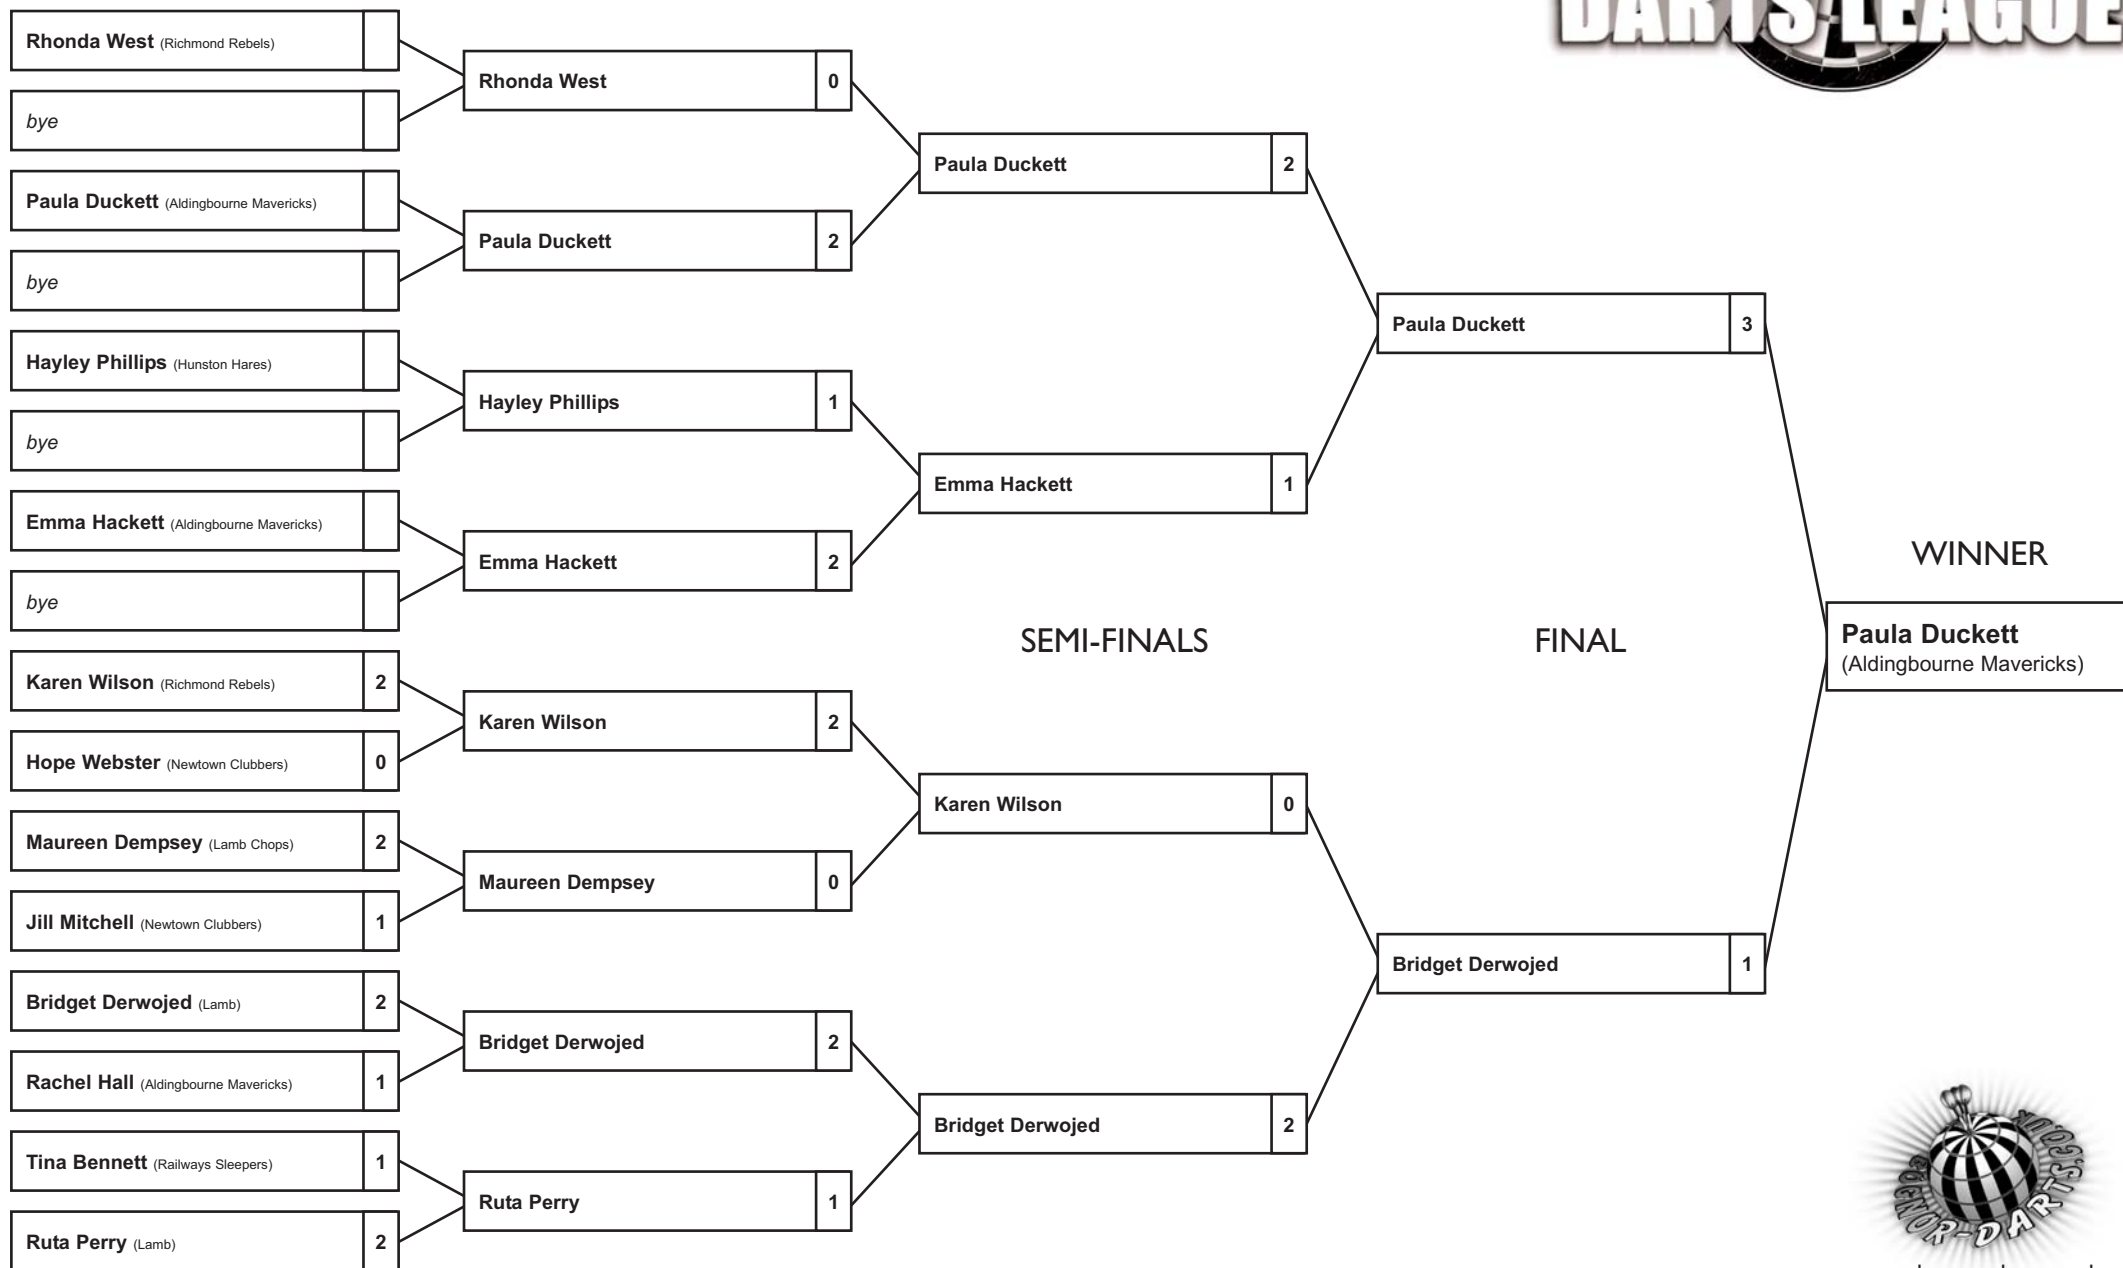 DARTS LEAGUE
Rhonda West (Richmond Rebels)
bye
Paula Duckett (Aldingbourne Mavericks)
bye
Hayley Phillips (Hunston Hares)
bye
Emma Hackett (Aldingbourne Mavericks)
bye
Karen Wilson (Richmond Rebels) 2
Hope Webster (Newtown Clubbers) 0
Maureen Dempsey (Lamb Chops) 2
Jill Mitchell (Newtown Clubbers) 1
Bridget Derwojed (Lamb) 2
Rachel Hall (Aldingbourne Mavericks) 1
Tina Bennett (Railways Sleepers) 1
Ruta Perry (Lamb) 2
Rhonda West 0
Paula Duckett 2
Hayley Phillips 1
Emma Hackett 2
Karen Wilson 2
Maureen Dempsey 0
Bridget Derwojed 2
Ruta Perry 1
SEMI-FINALS
Paula Duckett 2
Emma Hackett 1
Karen Wilson 0
Bridget Derwojed 2
FINAL
Paula Duckett 3
Bridget Derwojed 1
WINNER
Paula Duckett
(Aldingbourne Mavericks)
BOGNOR-DARTS.CO.UK